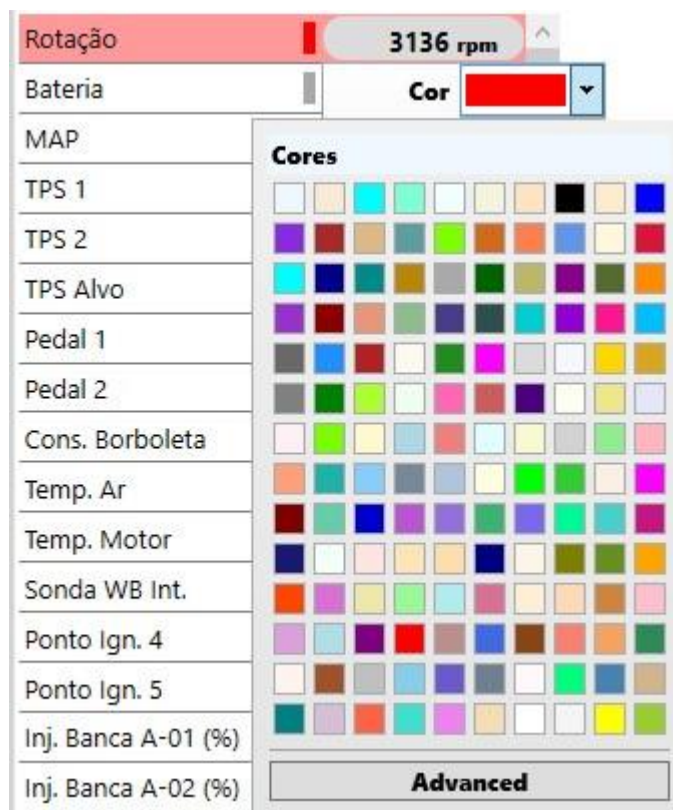 Rotação 3136 rpm
Bateria Cor
MAP
Cores
TPS 1
TPS 2
TPS Alvo
Pedal 1
Pedal 2
Cons. Borboleta
Temp. Ar
Temp. Motor
Sonda WB Int.
Ponto Ign. 4
Ponto Ign. 5
Inj. Banca A-01 (%)
Inj. Banca A-02 (%)
Advanced